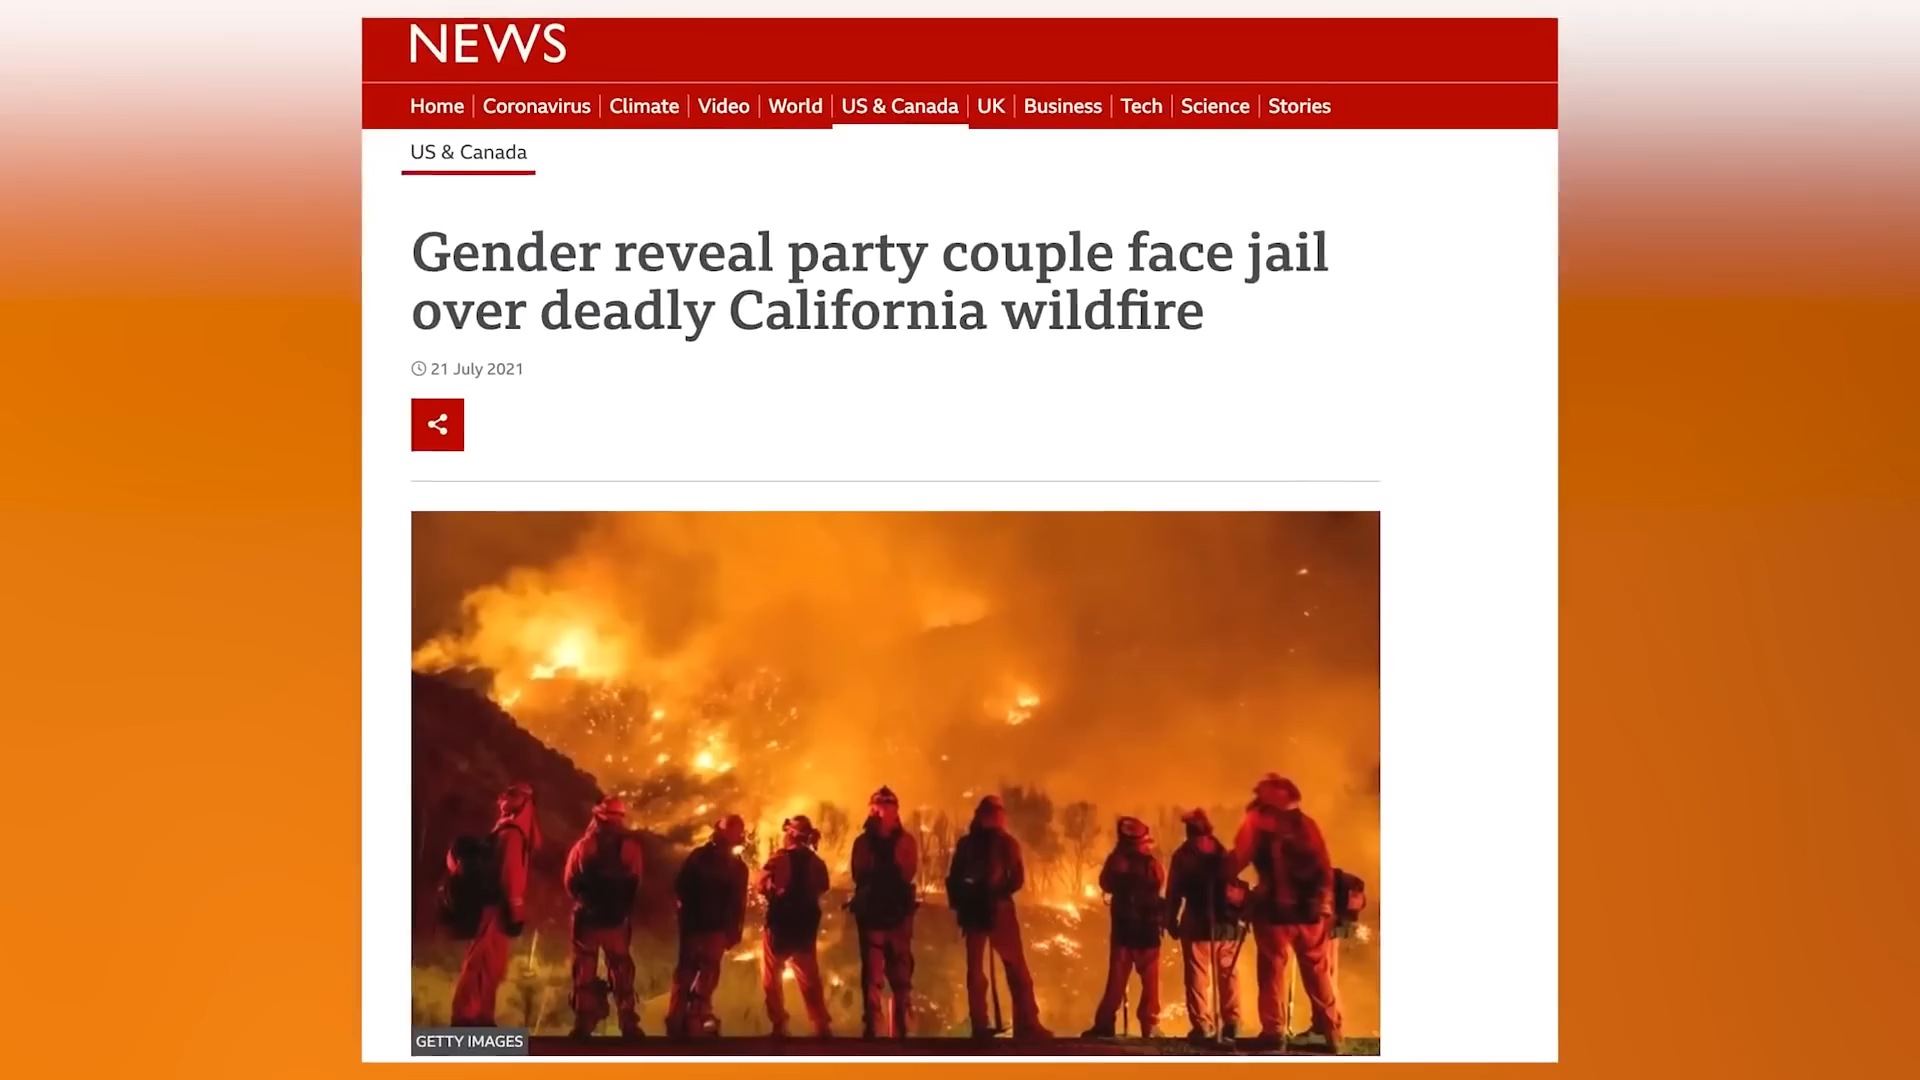 NEWS
Home Coronavirus Climate Video World US & Canada UK Business Tech Science Stories
US & Canada
Gender reveal party couple face jail
over deadly California wildfire
21 July 2021
GETTY IMAGES